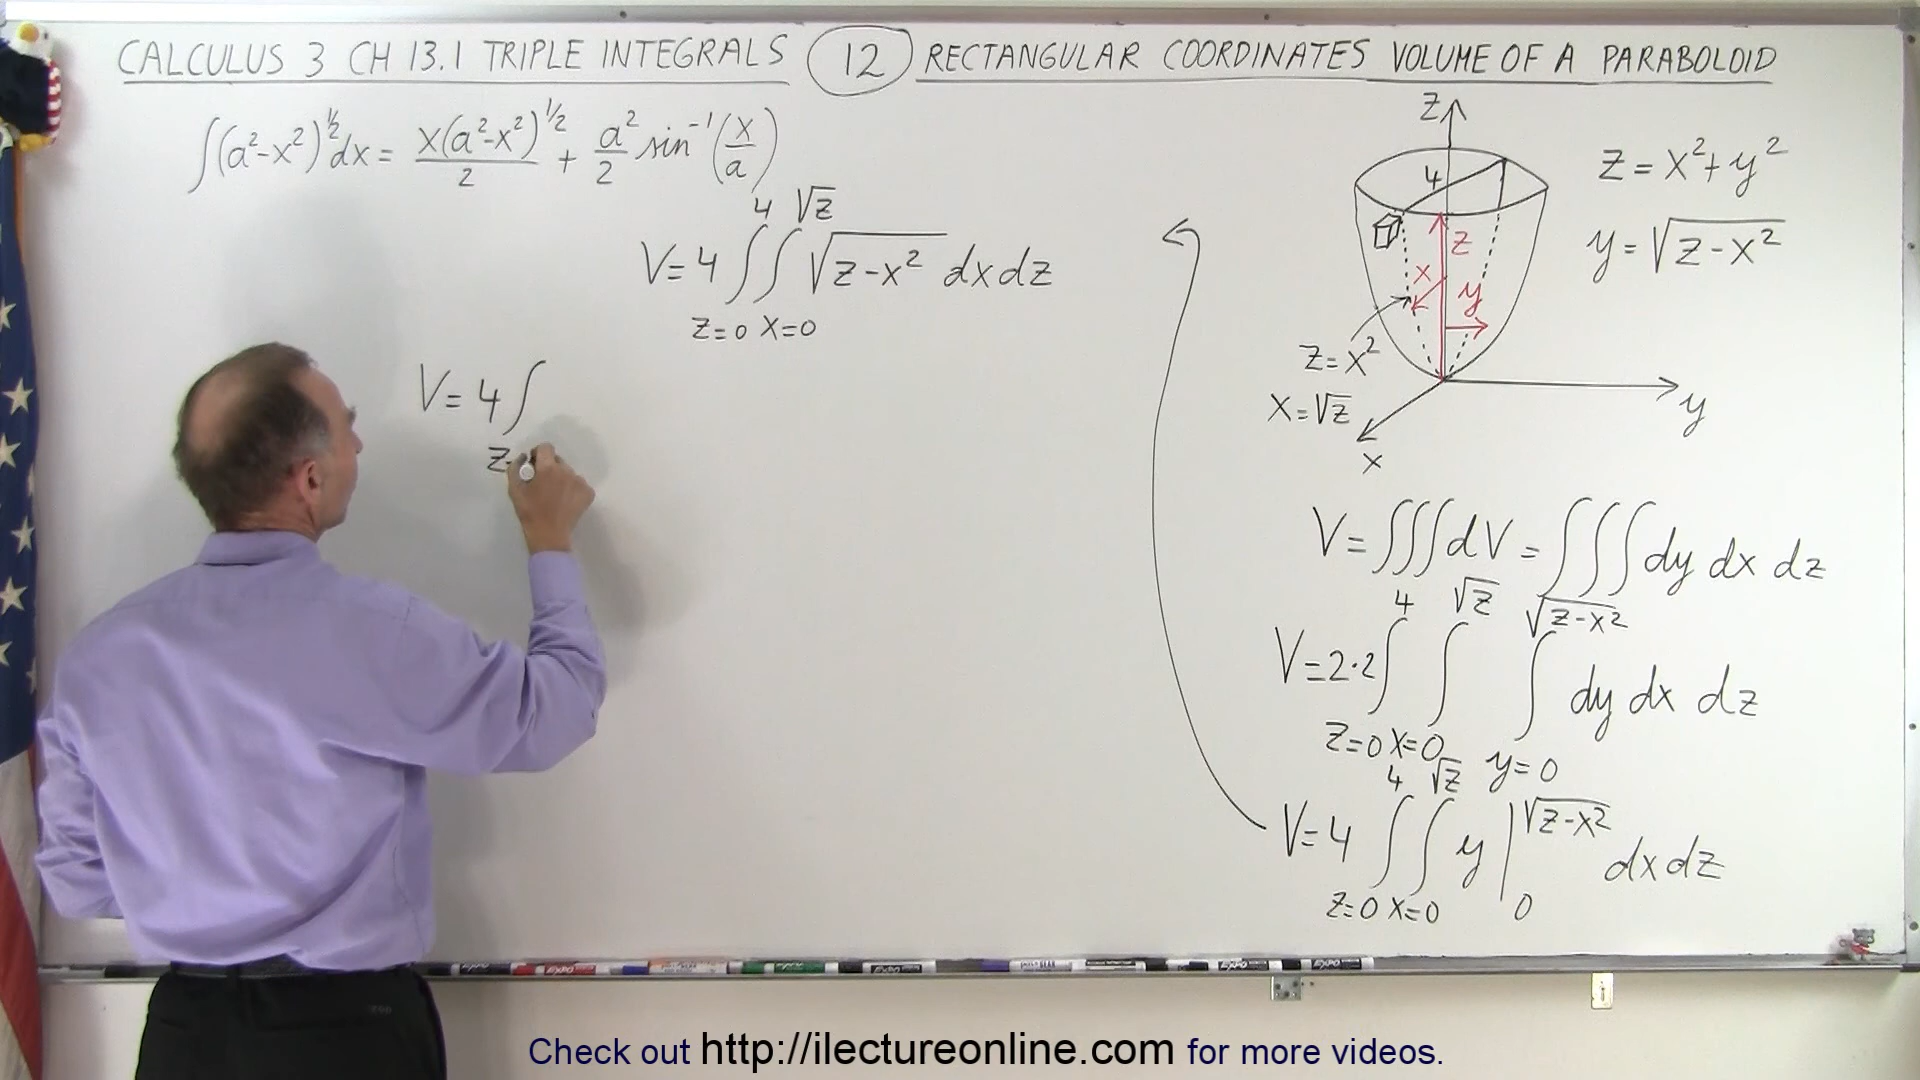 CALCULUS 3 CH 13.1 TRIPLE INTEGRALS (12) RECTANGULAR COORDINATES VOLUME OF A PARABOLOID
∫(a²-x²)^½dx = x(a²-x²)^½/2 + a²/2 sin⁻¹(x/a)
V=4 ∫_{z=0}^{4} ∫_{x=0}^{√z} √(z-x²) dx dz
V=4 ∫
z
z
4
z
x
y
y
x
z=x²+y²
y=√(z-x²)
z=x²
x=√z
V=∫∫∫dV=∫∫∫dy dx dz
V=2·2∫_{z=0}^{4} ∫_{x=0}^{√z} ∫_{y=0}^{√(z-x²)} dy dx dz
V=4 ∫_{z=0}^{4} ∫_{x=0}^{√z} y|_{0}^{√(z-x²)} dx dz
Check out http://ilectureonline.com for more videos.